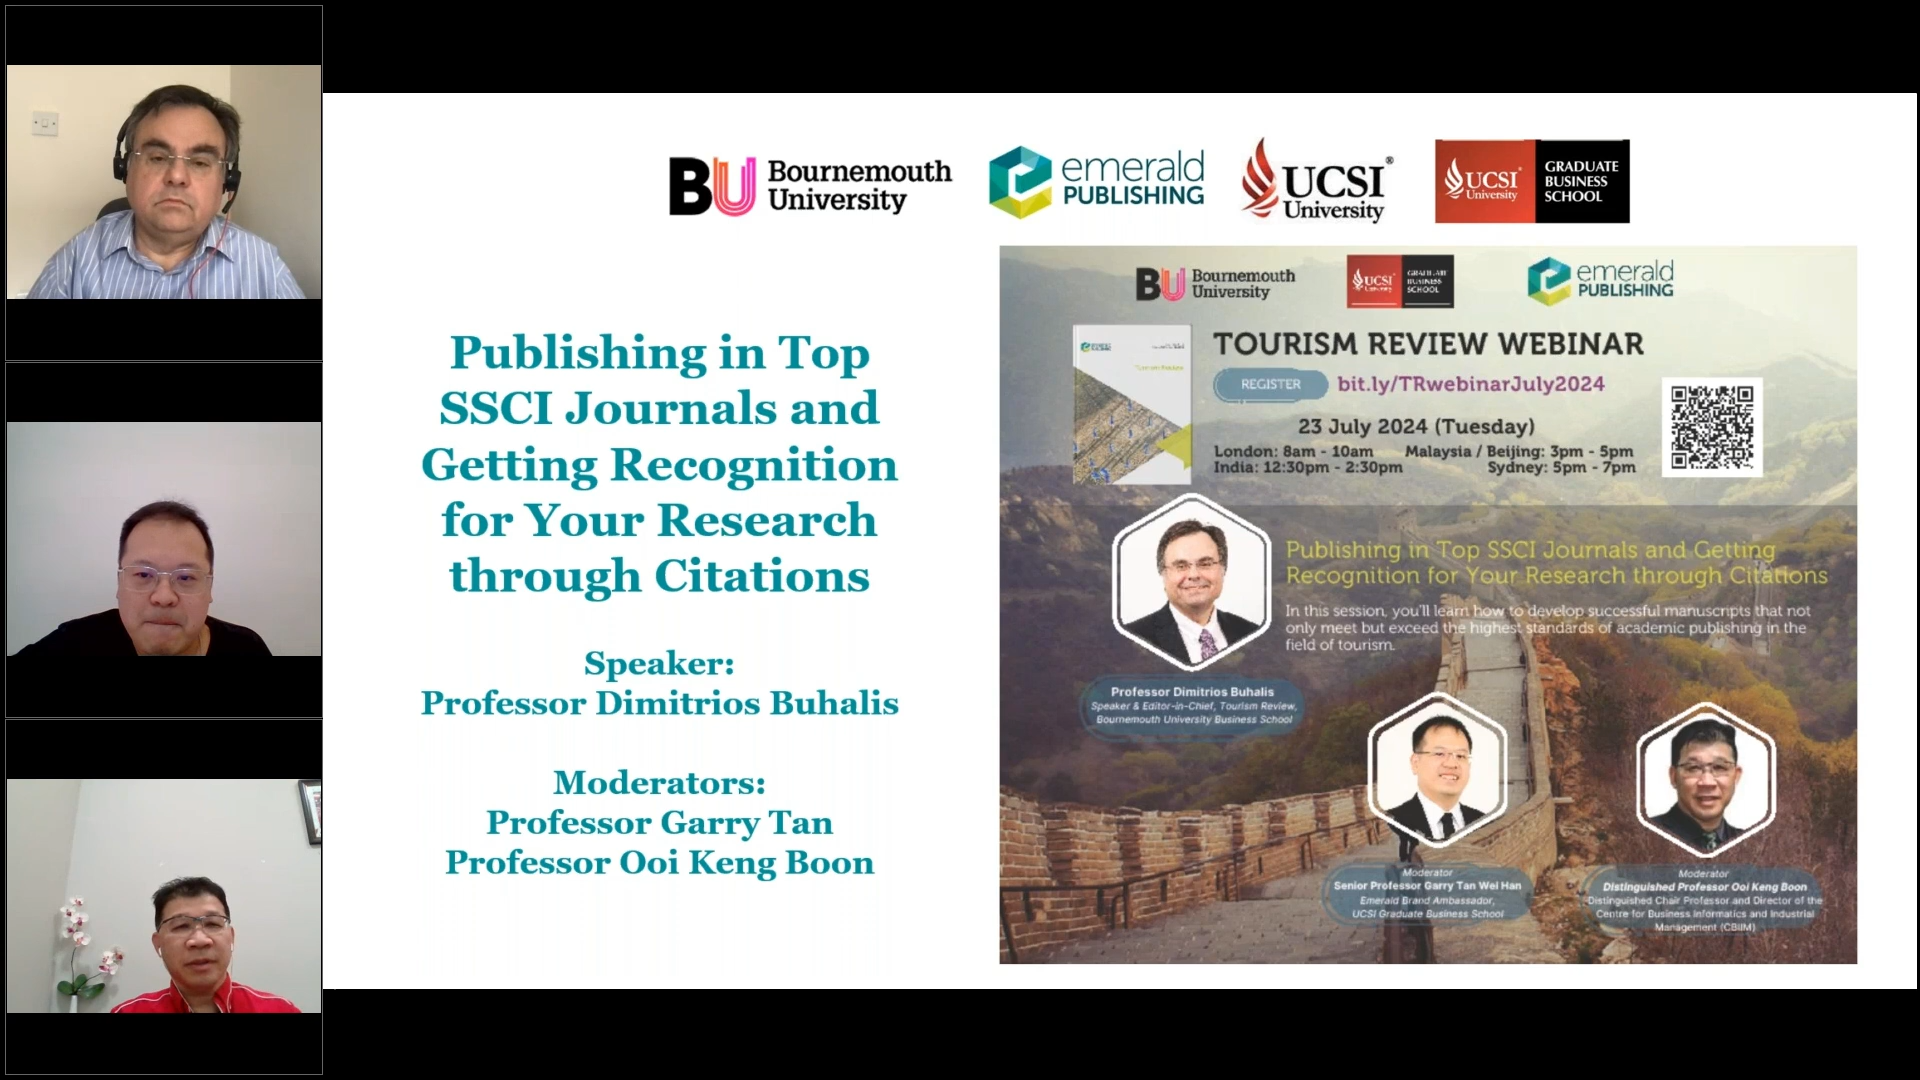 BU Bournemouth
University
emerald
PUBLISHING
UCSI ®
University
UCSI ®
University
GRADUATE
BUSINESS
SCHOOL
Publishing in Top
SSCI Journals and
Getting Recognition
for Your Research
through Citations
Speaker:
Professor Dimitrios Buhalis
Moderators:
Professor Garry Tan
Professor Ooi Keng Boon
BU Bournemouth
University
UCSI
University
GRADUATE
BUSINESS
SCHOOL
emerald
PUBLISHING
TOURISM REVIEW WEBINAR
REGISTER bit.ly/TRwebinarJuly2024
23 July 2024 (Tuesday)
London: 8am - 10am Malaysia / Beijing: 3pm - 5pm
India: 12:30pm - 2:30pm Sydney: 5pm - 7pm
Publishing in Top SSCI Journals and Getting
Recognition for Your Research through Citations
In this session, you'll learn how to develop successful manuscripts that not
only meet but exceed the highest standards of academic publishing in the
field of tourism.
Professor Dimitrios Buhalis
Speaker & Editor-in-Chief, Tourism Review,
Bournemouth University Business School
Moderator
Senior Professor Garry Tan Wei Han
Emerald Brand Ambassador,
UCSI Graduate Business School
Moderator
Distinguished Professor Ooi Keng Boon
Distinguished Chair Professor and Director of the
Centre for Business Informatics and Industrial
Management (CBIIM)